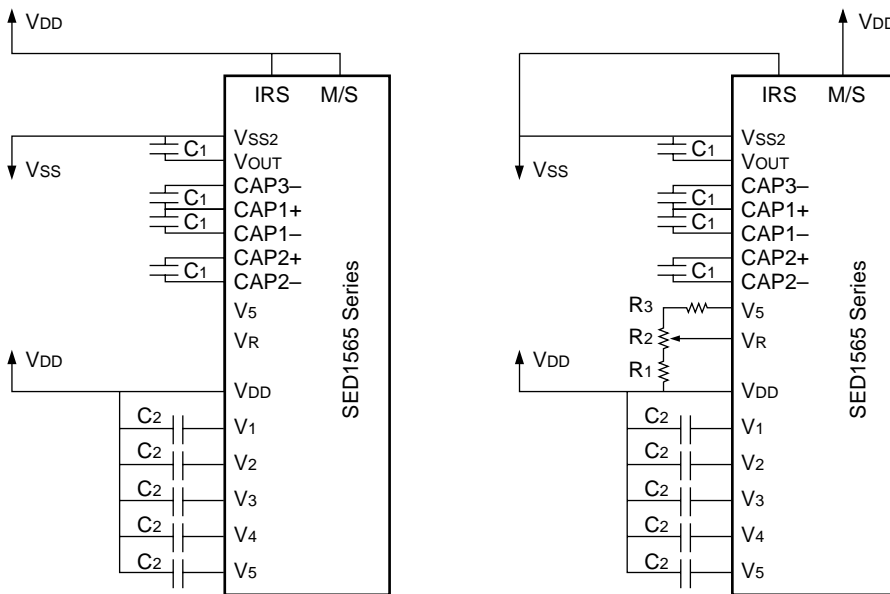 VDD
IRS M/S
VSS2
C1
VOUT
VSS
CAP3–
C1
CAP1+
C1
CAP1–
CAP2+
C1
CAP2–
V5
VR
VDD
VDD
C2
V1
C2
V2
C2
V3
C2
V4
C2
V5
SED1565 Series
VDD
IRS M/S
VSS2
C1
VOUT
VSS
CAP3–
C1
CAP1+
C1
CAP1–
CAP2+
C1
CAP2–
R3
V5
R2
VR
VDD
R1
VDD
C2
V1
C2
V2
C2
V3
C2
V4
C2
V5
SED1565 Series